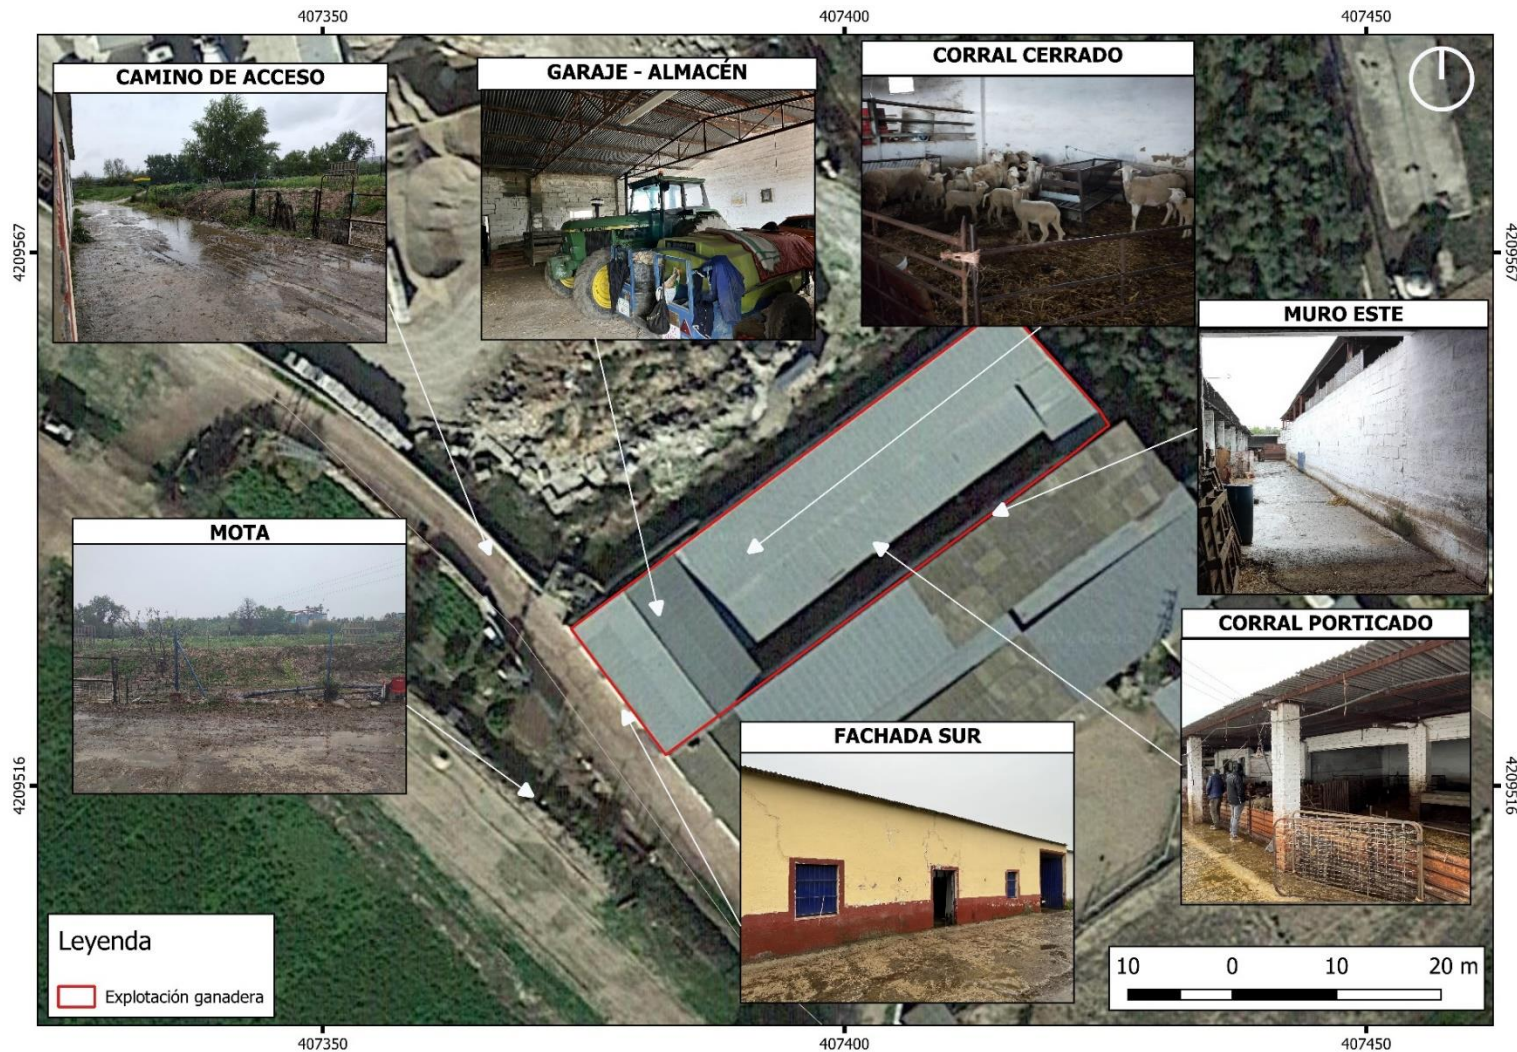 407350
407400
407450
CAMINO DE ACCESO
GARAJE - ALMACÉN
CORRAL CERRADO
4209567
4209567
MURO ESTE
MOTA
CORRAL PORTICADO
FACHADA SUR
4209516
4209516
Leyenda
Explotación ganadera
10 0 10 20 m
407350
407400
407450